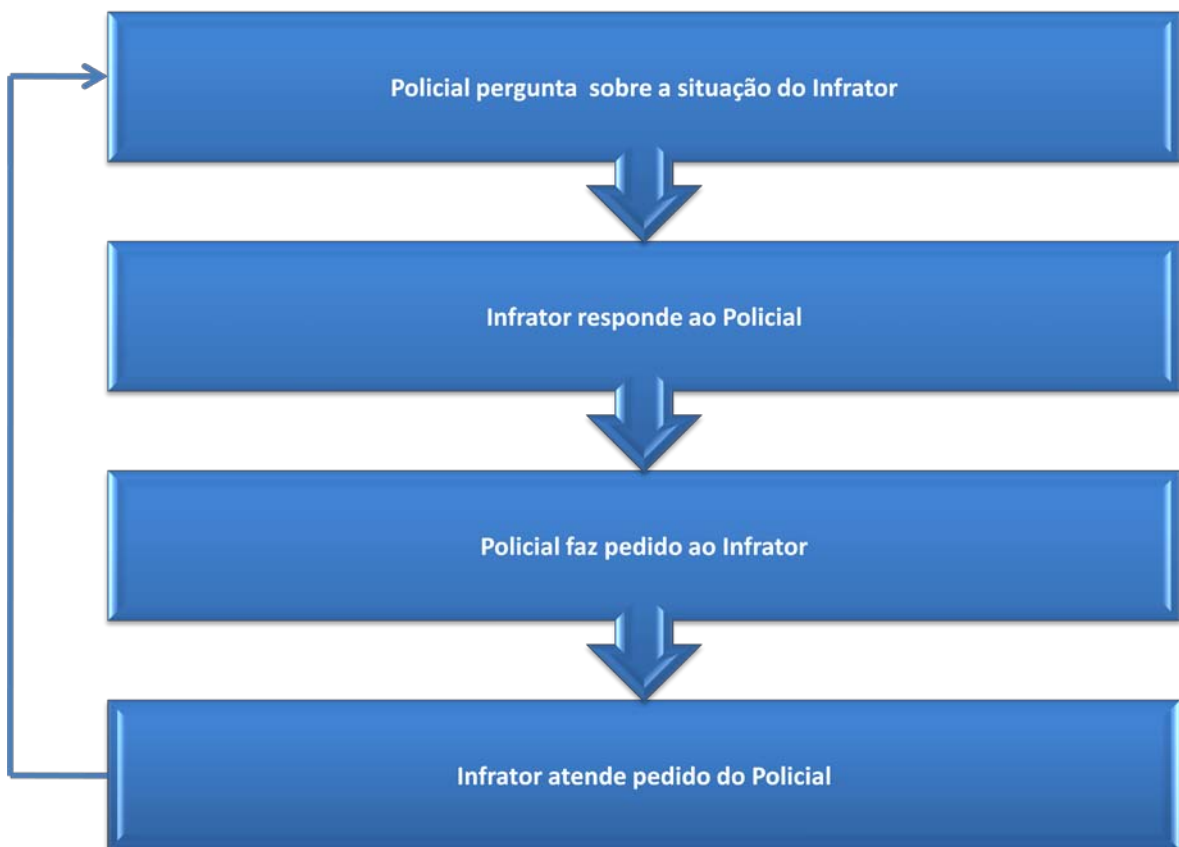 Policial pergunta  sobre a situação do Infrator
Infrator responde ao Policial
Policial faz pedido ao Infrator
Infrator atende pedido do Policial